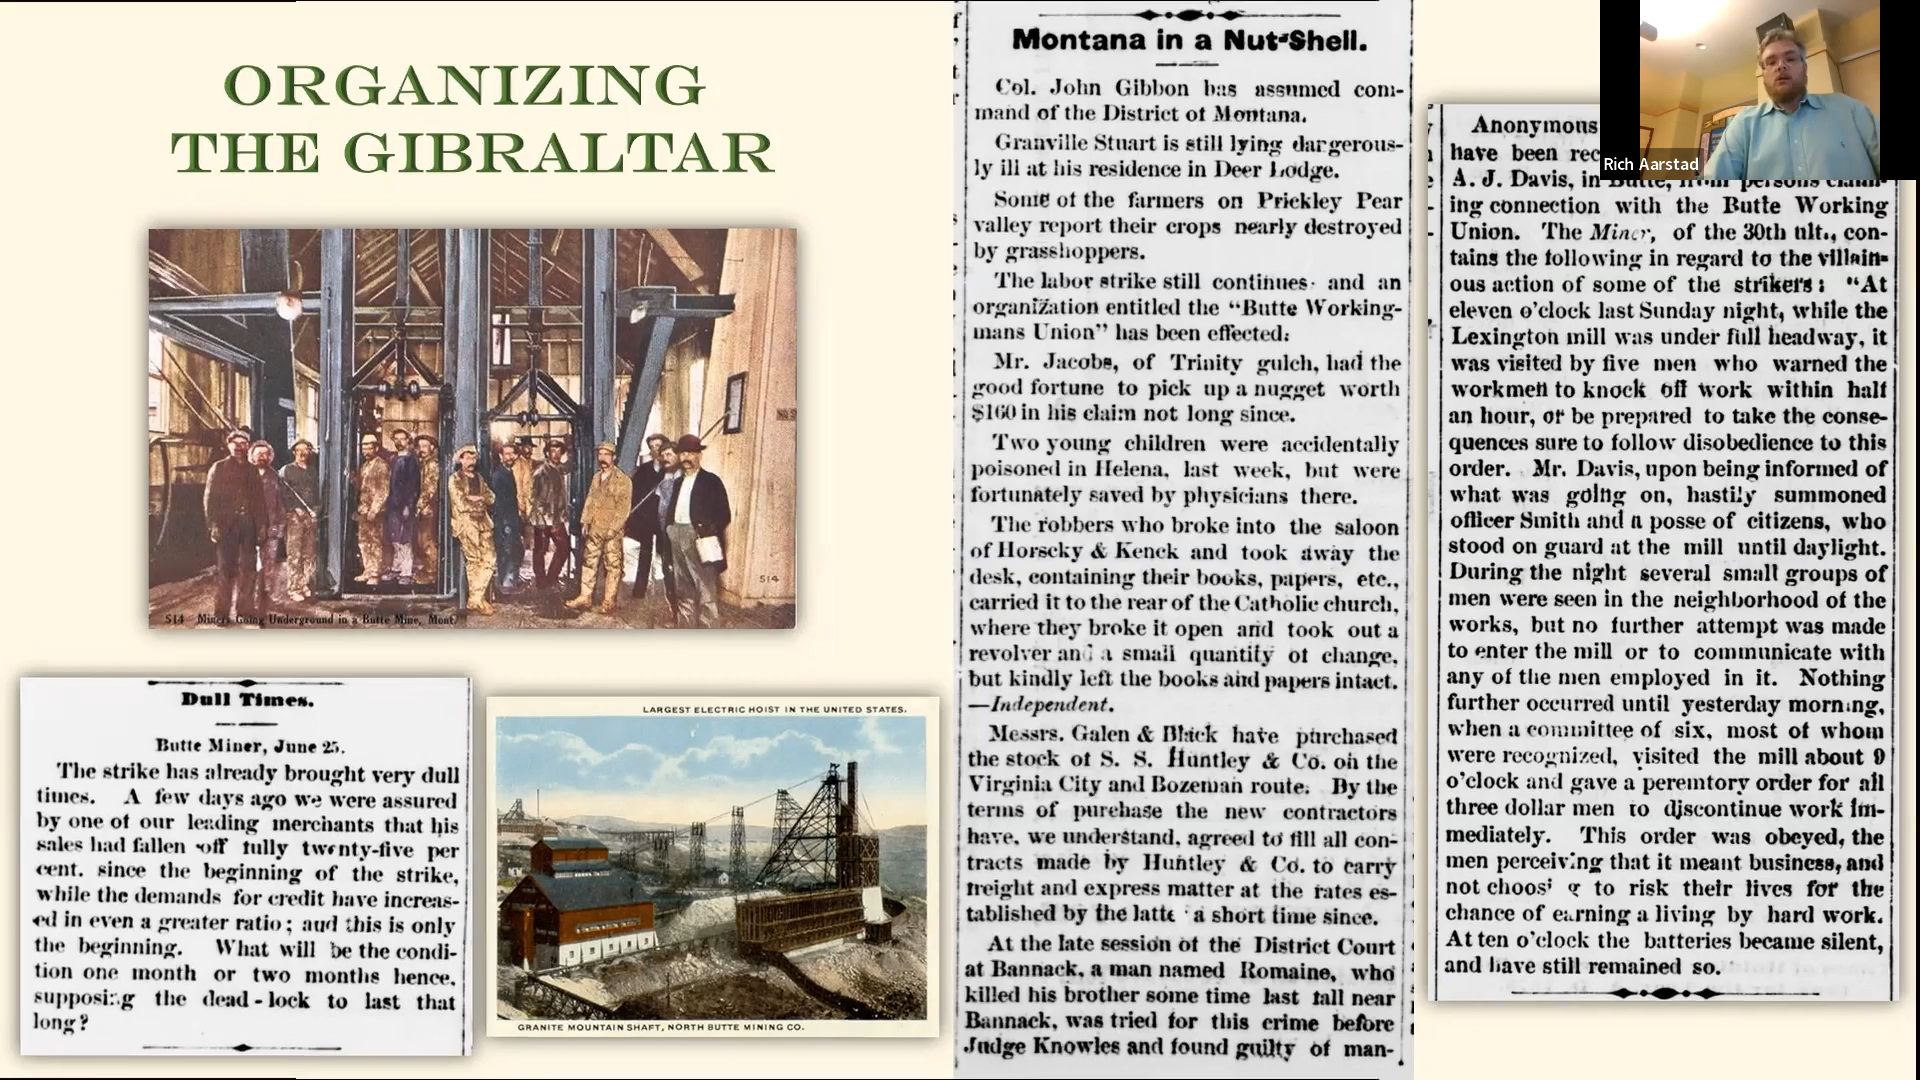 ORGANIZING
THE GIBRALTAR
514
514 Miners Going Underground in a Butte Mine, Mont.
Dull Times.
Butte Miner, June 25.
The strike has already brought very dull
times. A few days ago we were assured
by one of our leading merchants that his
sales had fallen off fully twenty-five per
cent. since the beginning of the strike,
while the demands for credit have increas-
ed in even a greater ratio; and this is only
the beginning. What will be the condi-
tion one month or two months hence,
supposing the dead-lock to last that
long?
LARGEST ELECTRIC HOIST IN THE UNITED STATES.
GRANITE MOUNTAIN SHAFT, NORTH BUTTE MINING CO.
Montana in a Nut-Shell.
Col. John Gibbon has assumed com-
mand of the District of Montana.
Granville Stuart is still lying dangerous-
ly ill at his residence in Deer Lodge.
Some of the farmers on Prickley Pear
valley report their crops nearly destroyed
by grasshoppers.
The labor strike still continues and an
organization entitled the "Butte Working-
mans Union" has been effected:
Mr. Jacobs, of Trinity gulch, had the
good fortune to pick up a nugget worth
$160 in his claim not long since.
Two young children were accidentally
poisoned in Helena, last week, but were
fortunately saved by physicians there.
The robbers who broke into the saloon
of Horscky & Kenck and took away the
desk, containing their books, papers, etc.,
carried it to the rear of the Catholic church,
where they broke it open and took out a
revolver and a small quantity of change,
but kindly left the books and papers intact.
—Independent.
Messrs. Galen & Black have purchased
the stock of S. S. Huntley & Co. on the
Virginia City and Bozeman route. By the
terms of purchase the new contractors
have, we understand, agreed to fill all con-
tracts made by Huntley & Co. to carry
freight and express matter at the rates es-
tablished by the latte a short time since.
At the late session of the District Court
at Bannack, a man named Romaine, who
killed his brother some time last fall near
Bannack, was tried for this crime before
Judge Knowles and found guilty of man-
Anonymous
have been rec
A. J. Davis, in Butte, from persons claim-
ing connection with the Butte Working
Union. The Miner, of the 30th ult., con-
tains the following in regard to the villain-
ous action of some of the strikers: "At
eleven o'clock last Sunday night, while the
Lexington mill was under full headway, it
was visited by five men who warned the
workmen to knock off work within half
an hour, or be prepared to take the conse-
quences sure to follow disobedience to this
order. Mr. Davis, upon being informed of
what was going on, hastily summoned
officer Smith and a posse of citizens, who
stood on guard at the mill until daylight.
During the night several small groups of
men were seen in the neighborhood of the
works, but no further attempt was made
to enter the mill or to communicate with
any of the men employed in it. Nothing
further occurred until yesterday morning,
when a committee of six, most of whom
were recognized, visited the mill about 9
o'clock and gave a peremtory order for all
three dollar men to discontinue work im-
mediately. This order was obeyed, the
men perceiving that it meant business, and
not choosing to risk their lives for the
chance of earning a living by hard work.
At ten o'clock the batteries became silent,
and have still remained so.
Rich Aarstad